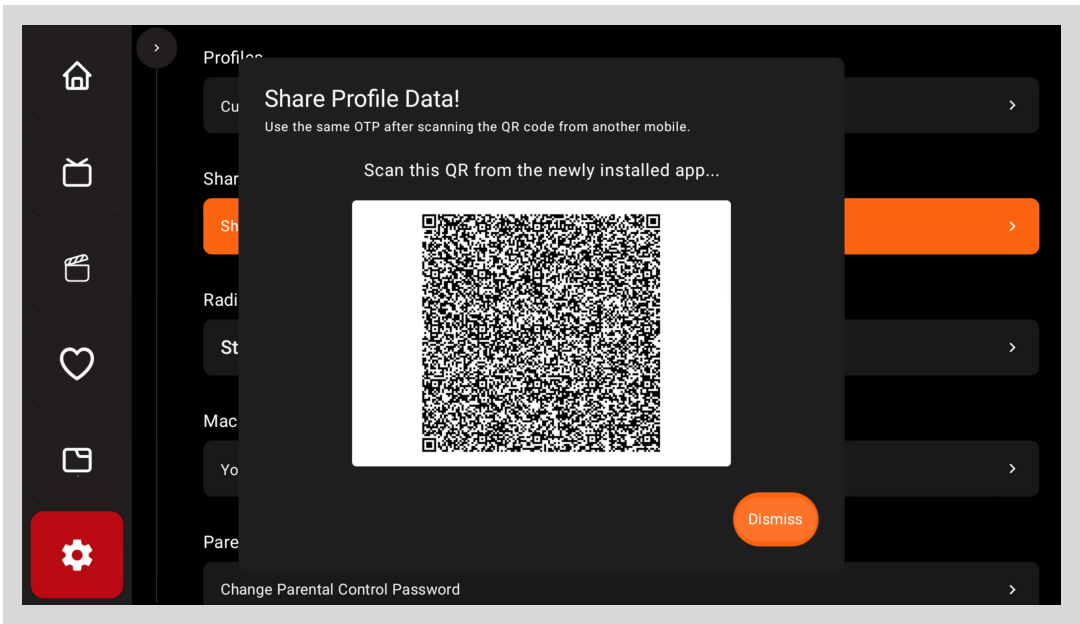 Profiles
Share Profile Data!
Cu
Use the same OTP after scanning the QR code from another mobile.
Scan this QR from the newly installed app...
Shar
Sh
Radi
St
Mac
Yo
Dismiss
Pare
Change Parental Control Password